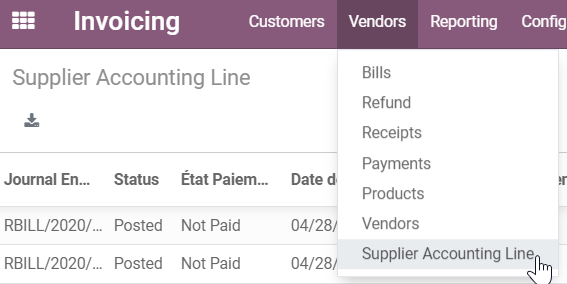 Invoicing Customers Vendors Reporting Config
Supplier Accounting Line
Bills
Refund
Receipts
Payments
Products
Vendors
Supplier Accounting Line
Journal En... Status État Paiem... Date d
RBILL/2020/... Posted Not Paid 04/28/
RBILL/2020/... Posted Not Paid 04/28/